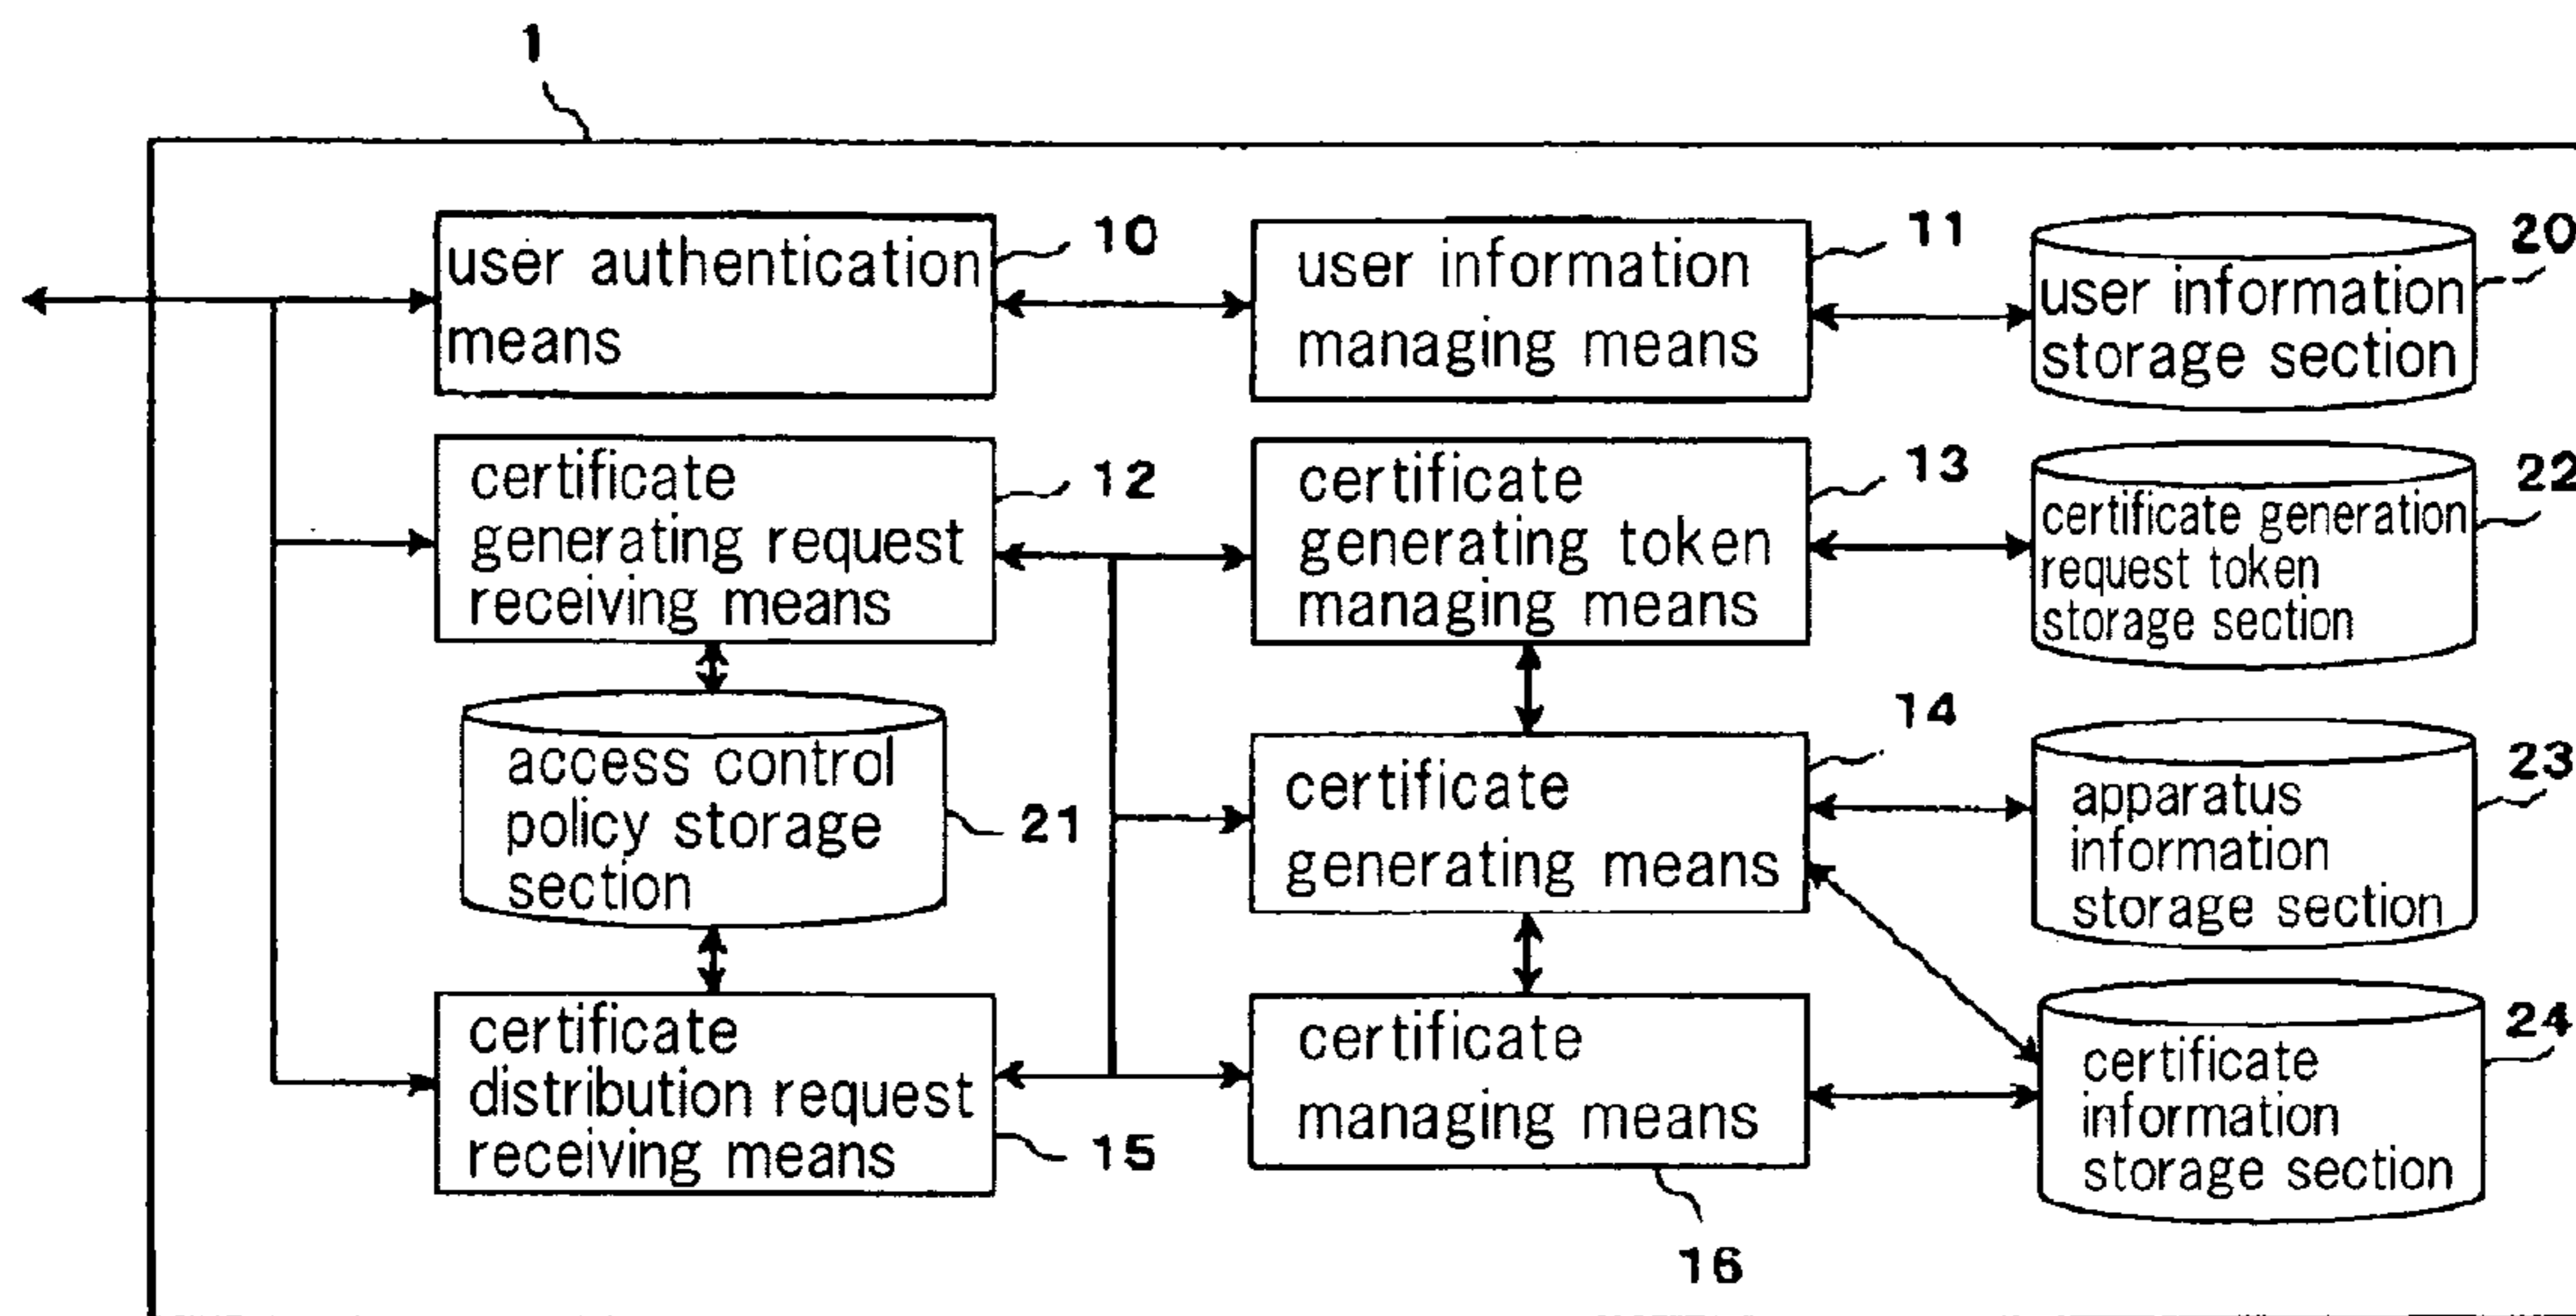 1
user authentication
means
10
user information
managing means
11
user information
storage section
20
certificate
generating request
receiving means
12
certificate
generating token
managing means
13
certificate generation
request token
storage section
22
access control
policy storage
section
21
certificate
generating means
14
apparatus
information
storage section
23
certificate
distribution request
receiving means
15
certificate
managing means
16
certificate
information
storage section
24